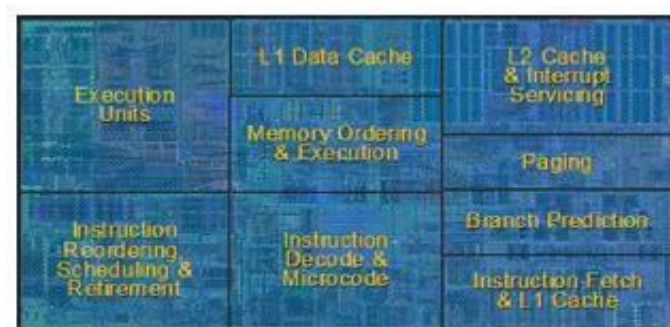 Execution
Units
L1 Data Cache
L2 Cache
& Interrupt
Servicing
Memory Ordering
& Execution
Paging
Branch Prediction
Instruction
Reordering,
Scheduling &
Retirement
Instruction
Decode &
Microcode
Instruction Fetch
& L1 Cache